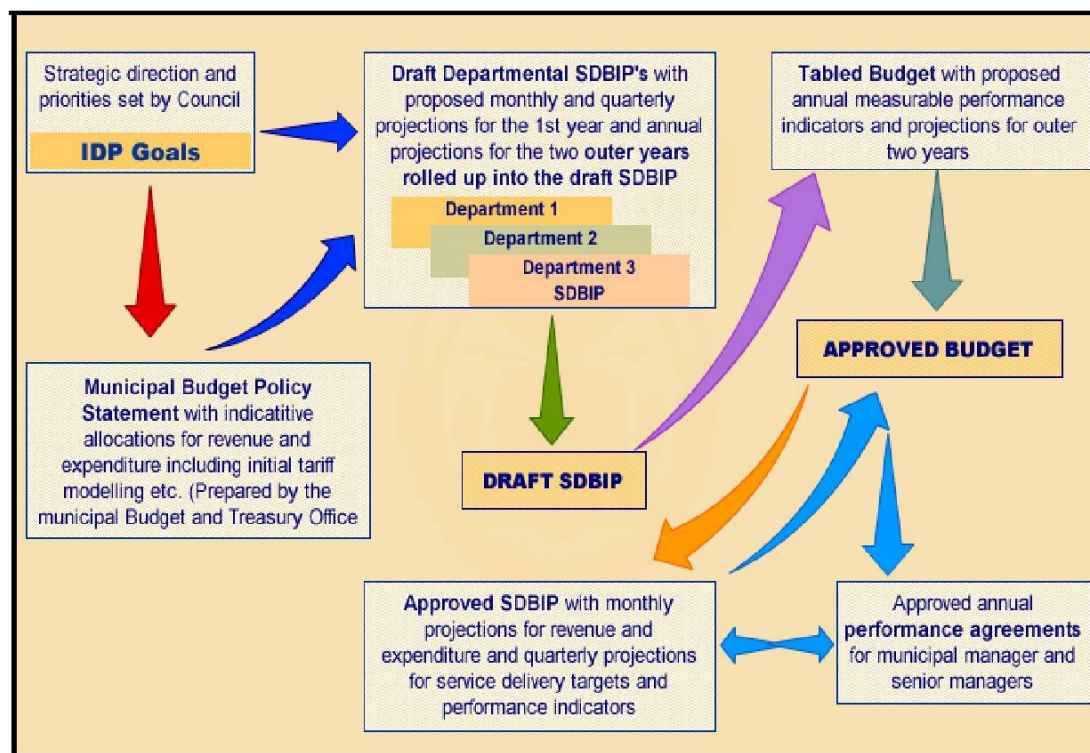 Strategic direction and
priorities set by Council
IDP Goals
Draft Departmental SDBIP's with
proposed monthly and quarterly
projections for the 1st year and annual
projections for the two outer years
rolled up into the draft SDBIP
Department 1
Department 2
Department 3
SDBIP
Tabled Budget with proposed
annual measurable performance
indicators and projections for outer
two years
Municipal Budget Policy
Statement with indicatitive
allocations for revenue and
expenditure including initial tariff
modelling etc. (Prepared by the
municipal Budget and Treasury Office
DRAFT SDBIP
APPROVED BUDGET
Approved SDBIP with monthly
projections for revenue and
expenditure and quarterly projections
for service delivery targets and
performance indicators
Approved annual
performance agreements
for municipal manager and
senior managers